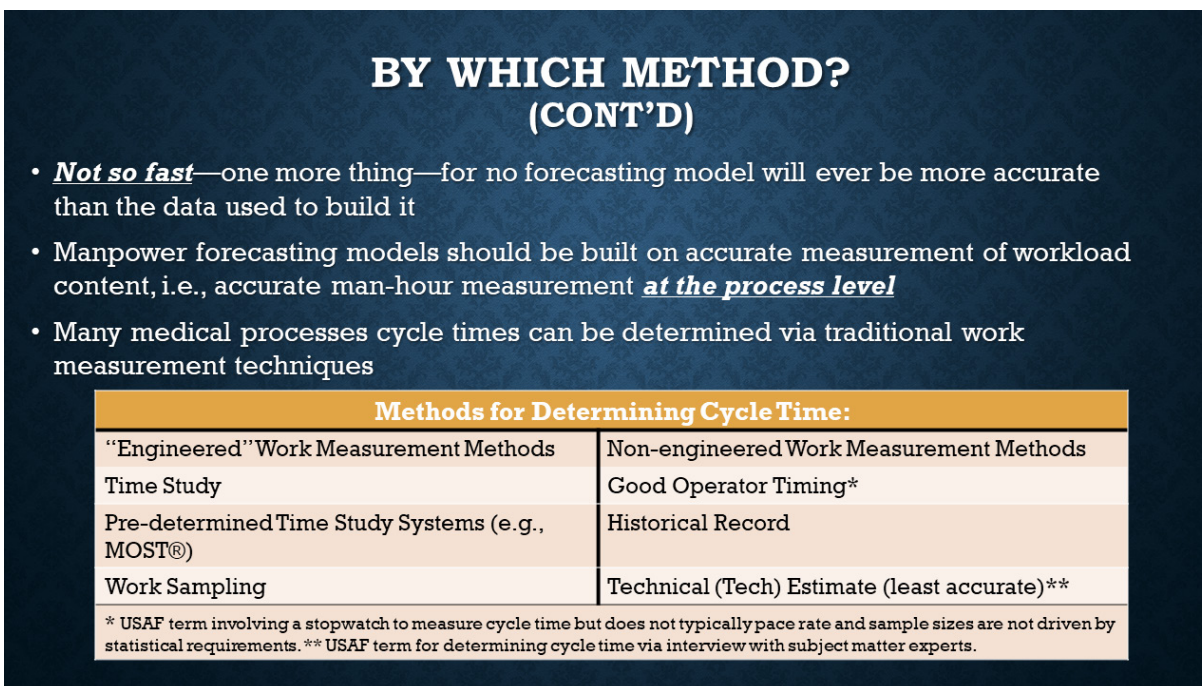 BY WHICH METHOD?
(CONT'D)
• Not so fast—one more thing—for no forecasting model will ever be more accurate
than the data used to build it
• Manpower forecasting models should be built on accurate measurement of workload
content, i.e., accurate man-hour measurement at the process level
• Many medical processes cycle times can be determined via traditional work
measurement techniques
Methods for Determining Cycle Time:
"Engineered" Work Measurement Methods
Non-engineered Work Measurement Methods
Time Study
Good Operator Timing*
Pre-determined Time Study Systems (e.g.,
MOST®)
Historical Record
Work Sampling
Technical (Tech) Estimate (least accurate)**
* USAF term involving a stopwatch to measure cycle time but does not typically pace rate and sample sizes are not driven by
statistical requirements. ** USAF term for determining cycle time via interview with subject matter experts.